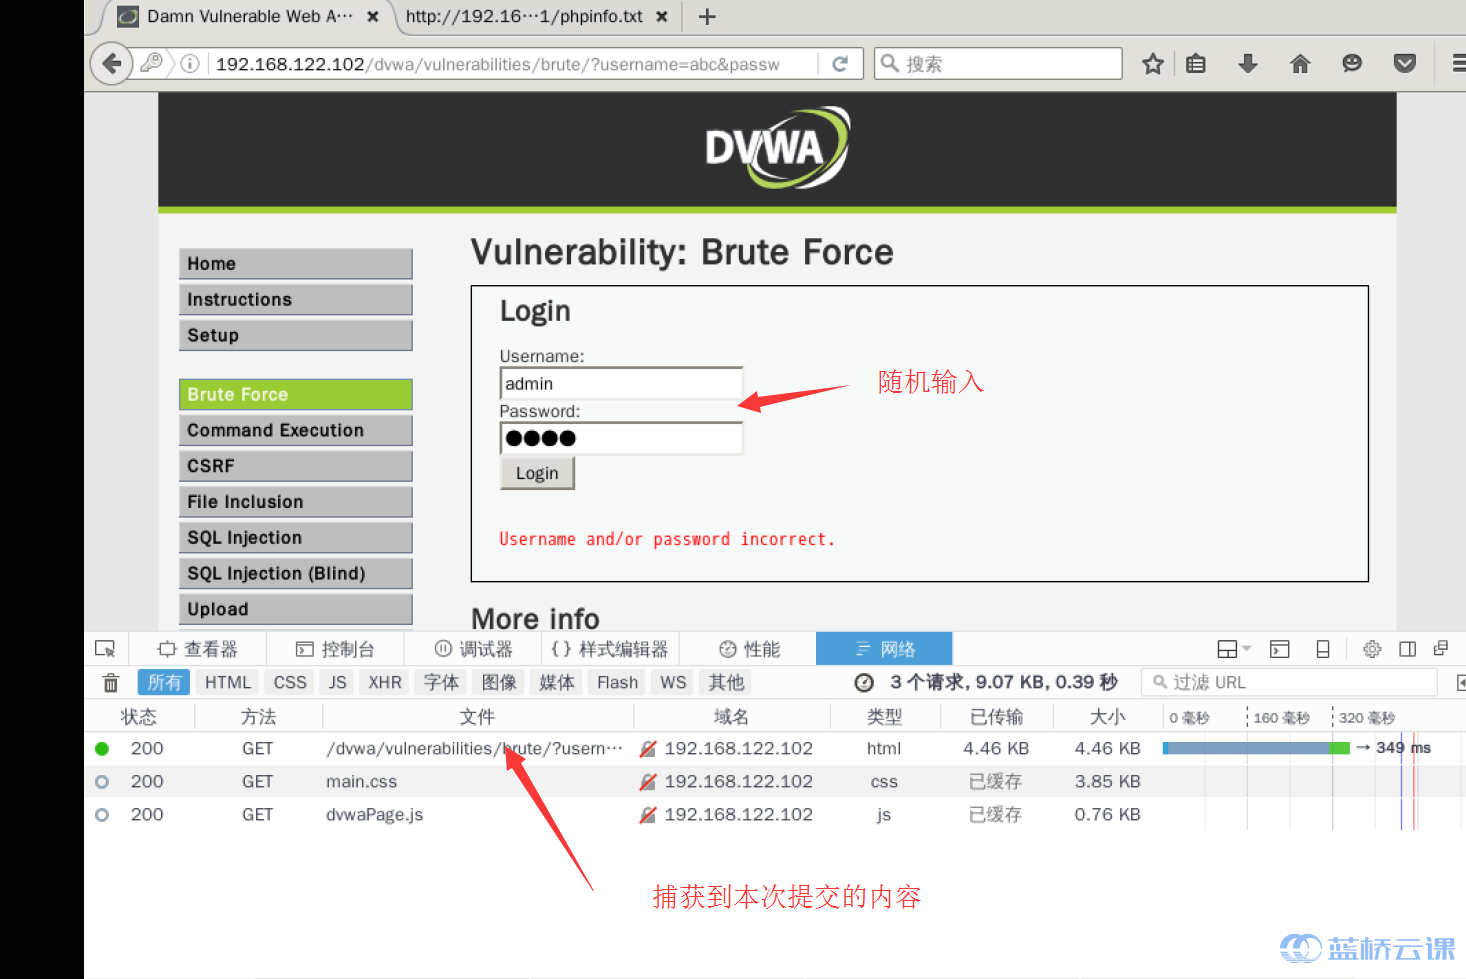 Damn Vulnerable Web A···
http://192.16···1/phpinfo.txt
192.168.122.102/dvwa/vulnerabilities/brute/?username=abc&passw
搜索
DVWA
Home
Instructions
Setup
Brute Force
Command Execution
CSRF
File Inclusion
SQL Injection
SQL Injection (Blind)
Upload
Vulnerability: Brute Force
Login
Username:
admin
随机输入
Password:
Login
Username and/or password incorrect.
More info
查看器 控制台 调试器 {} 样式编辑器 性能 网络
所有 HTML CSS JS XHR 字体 图像 媒体 Flash WS 其他 3 个请求, 9.07 KB, 0.39 秒 过滤 URL
状态 方法 文件 域名 类型 已传输 大小 0 毫秒 160 毫秒 320 毫秒
200 GET /dvwa/vulnerabilities/brute/?usern··· 192.168.122.102 html 4.46 KB 4.46 KB → 349 ms
200 GET main.css 192.168.122.102 css 已缓存 3.85 KB
200 GET dvwaPage.js 192.168.122.102 js 已缓存 0.76 KB
捕获到本次提交的内容
蓝桥云课